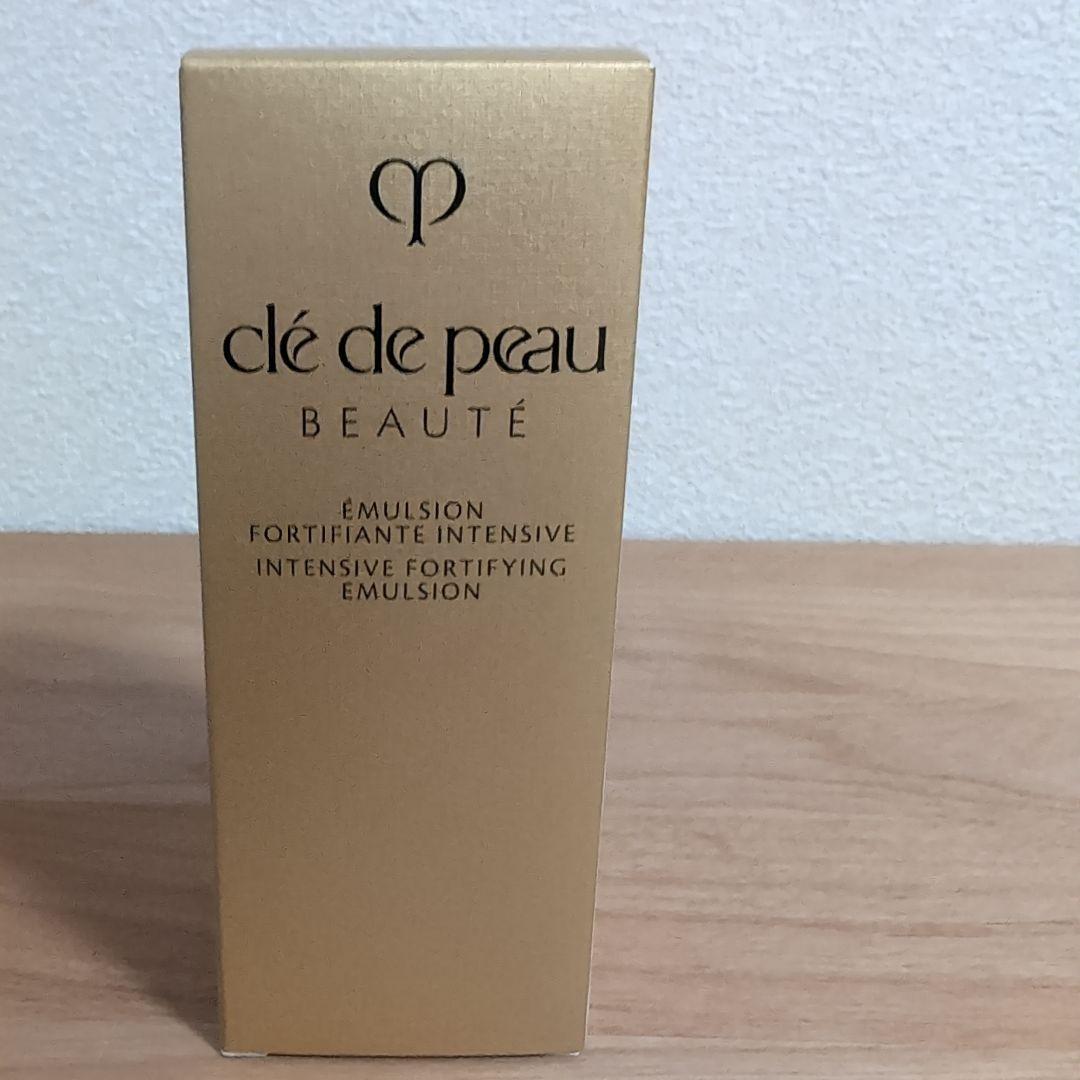 clé de peau
BEAUTÉ
ÉMULSION
FORTIFIANTE INTENSIVE
INTENSIVE FORTIFYING
EMULSION